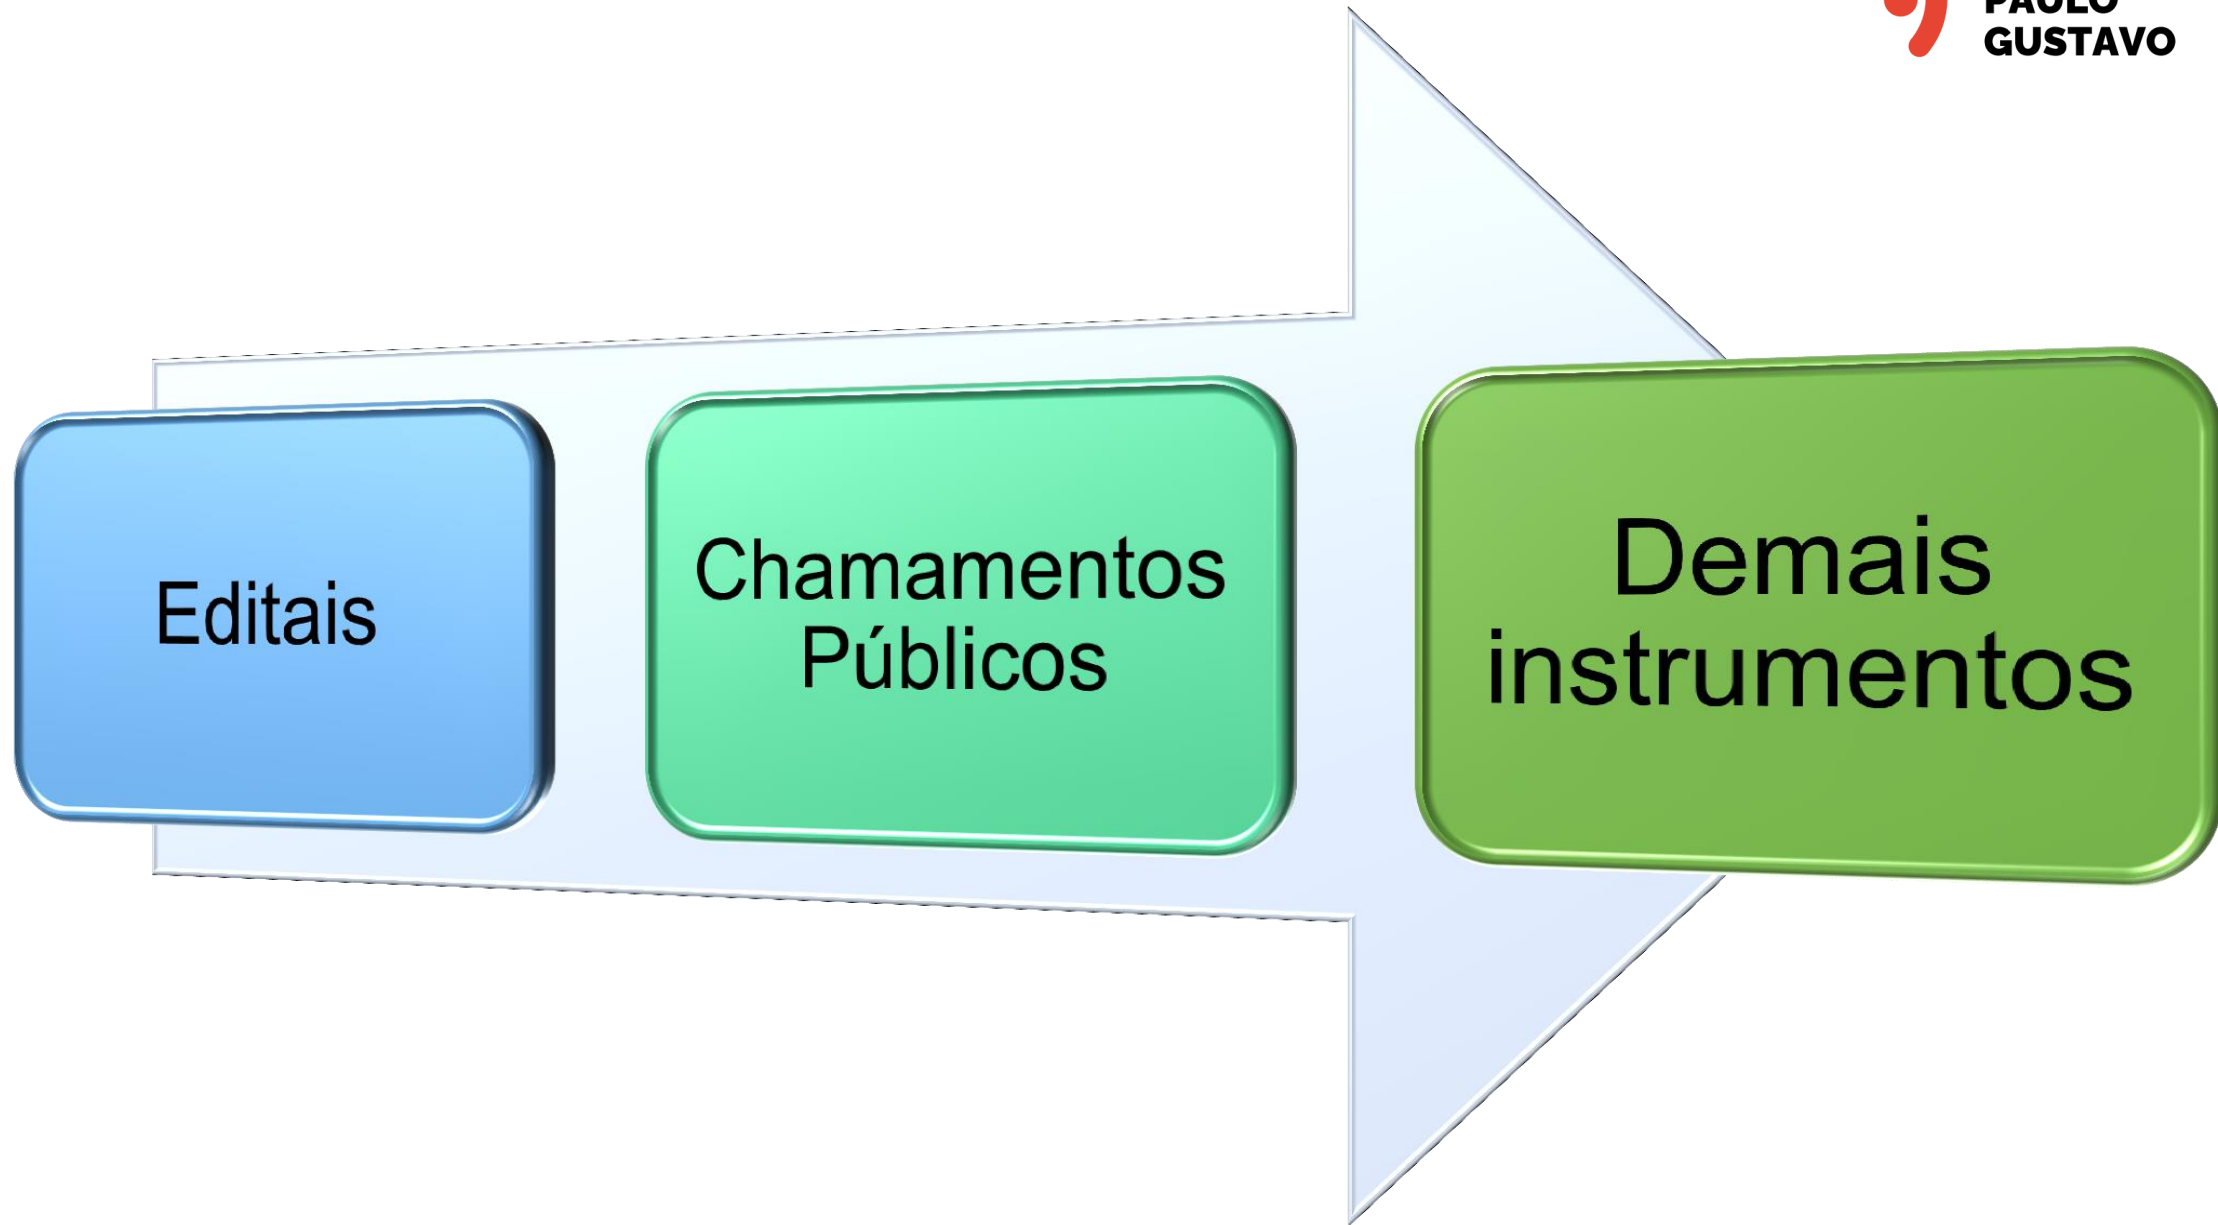 PAULO
GUSTAVO
Editais
Chamamentos
Públicos
Demais
instrumentos